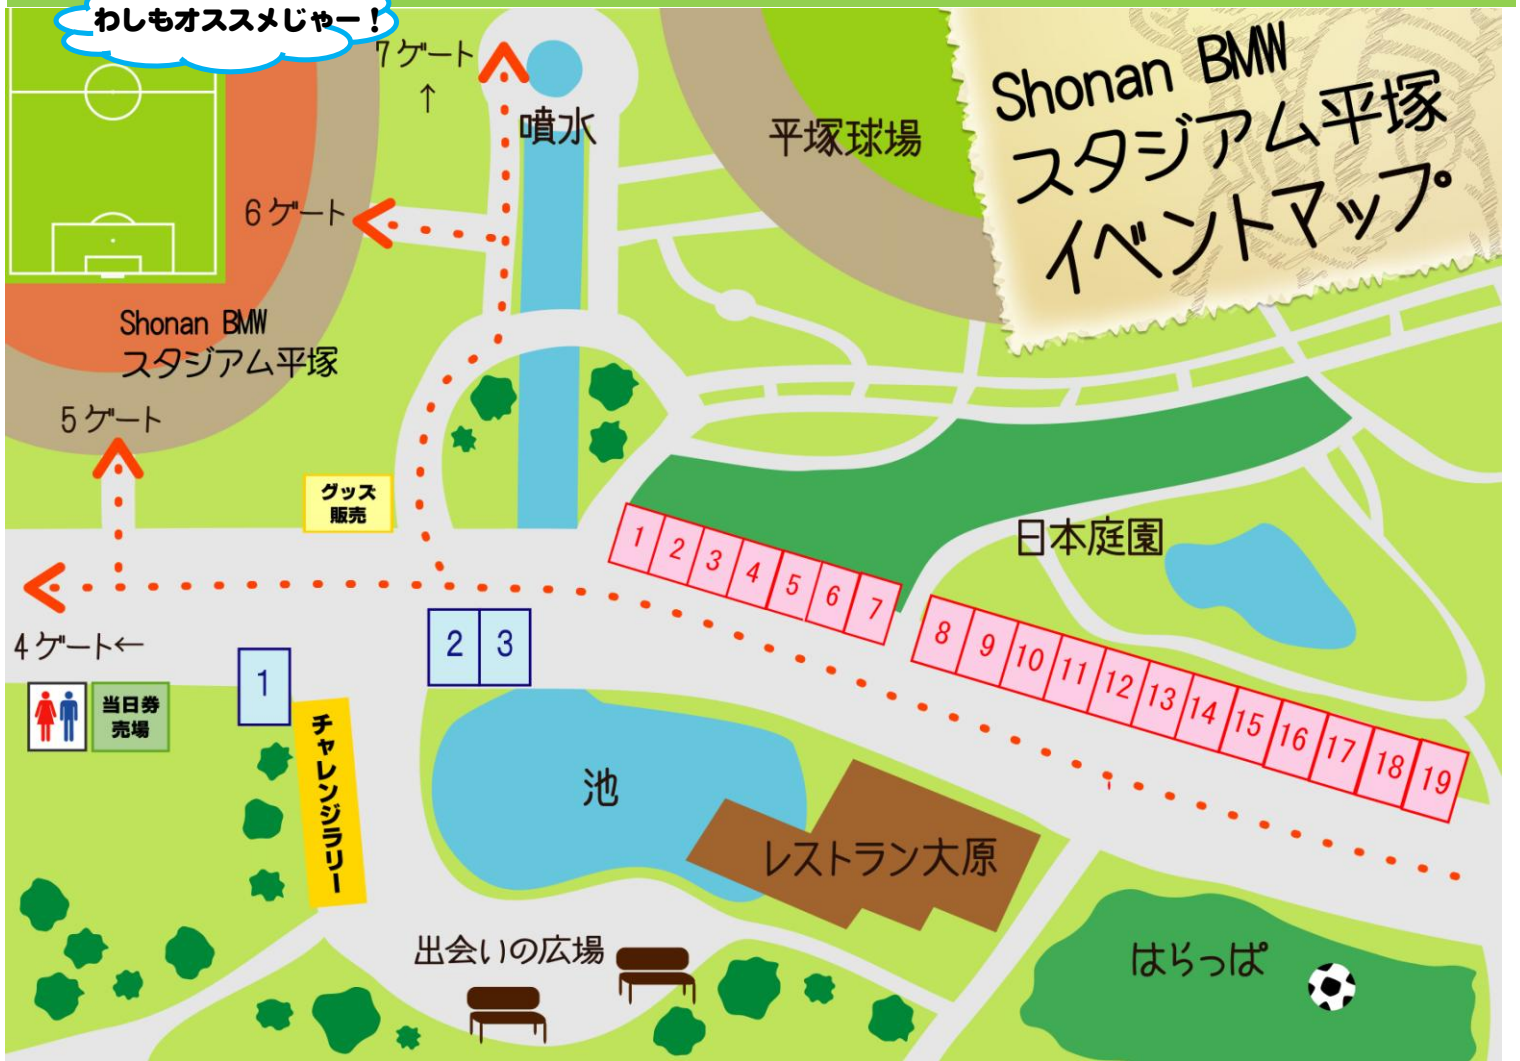 わしもオススメじゃー！
Shonan BMW
スタジアム平塚
イベントマップ
7ゲート
↑
噴水
平塚球場
6ゲート
Shonan BMW
スタジアム平塚
5ゲート
グッズ
販売
日本庭園
1 2 3 4 5 6 7
8 9 10 11 12 13 14 15 16 17 18 19
4ゲート←
1
2 3
当日券
売場
チャレンジラリー
池
レストラン大原
出会いの広場
はらっぱ